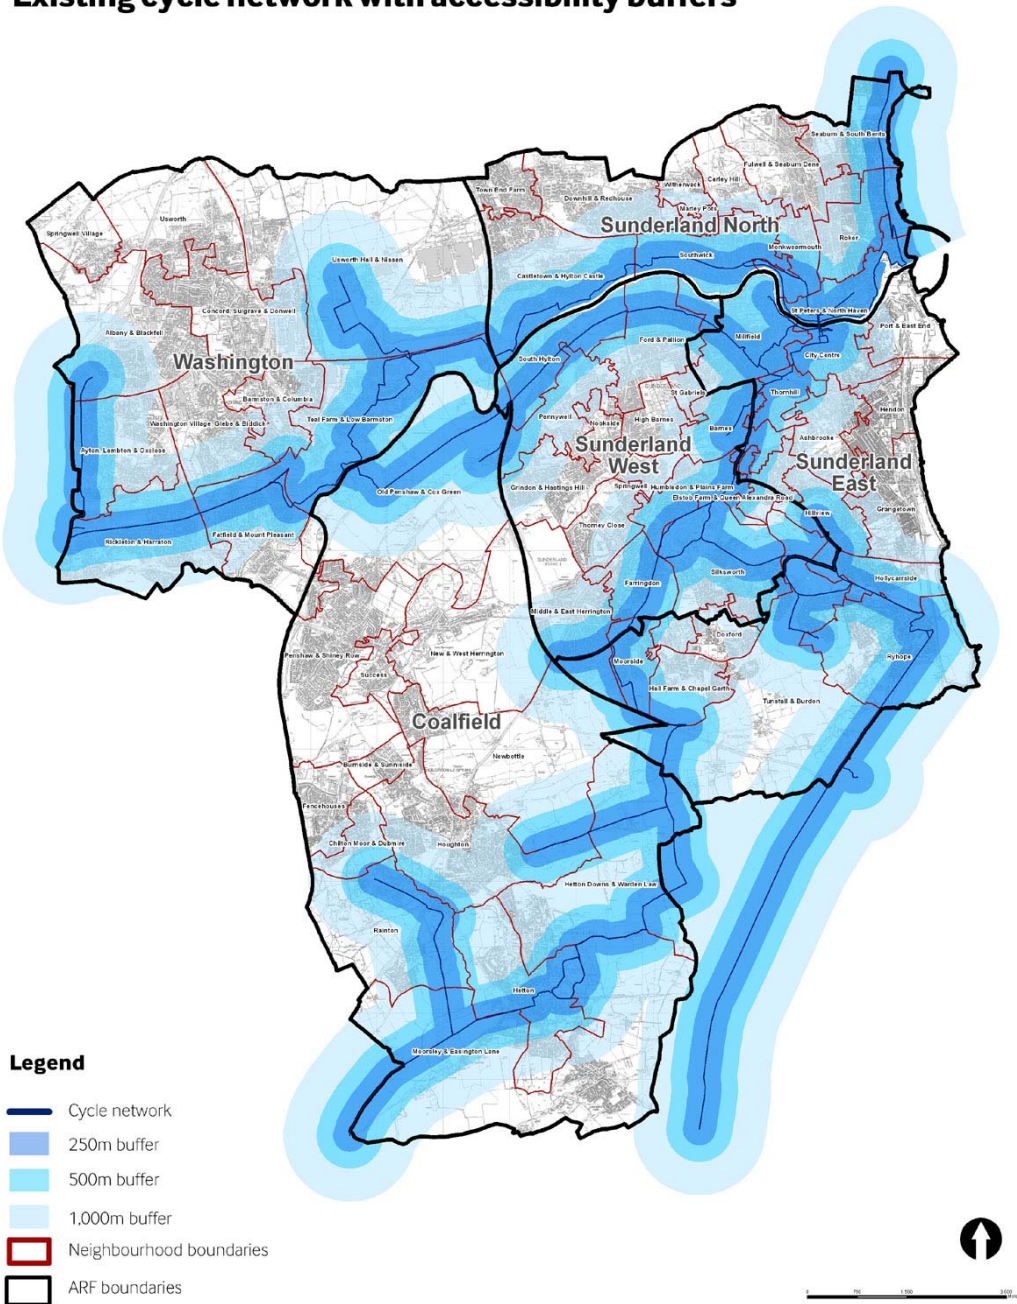 Existing cycle network with accessibility buffers
Seaburn & South Bents
Fulwell & Seaburn Dene
Carley Hill
Witherwack
Town End Farm
Downhill & Redhouse
Marley Pots
Sunderland North
Usworth
Springwell Village
Roker
Monkwearmouth
Southwick
Usworth Hall & Nissan
Castletown & Hylton Castle
Concord, Sulgrave & Donwell
St Peters & North Haven
Port & East End
Albany & Blackfell
Millfield
Ford & Pallion
City Centre
South Hylton
Washington
St Gabriels
Thornhill
Barmston & Columbia
Hendon
Pennywell
High Barnes
Nookside
Teal Farm & Low Barmston
Washington Village, Glebe & Biddick
Barnes
Ashbrooke
Sunderland
West
Ayton, Lambton & Oxclose
Sunderland
East
Old Penshaw & Cox Green
Grindon & Hastings Hill
Springwell
Humbledon & Plains Farm
Elstob Farm & Queen Alexandra Road
Grangetown
Hillview
Thorney Close
Fatfield & Mount Pleasant
Rickleton & Harraton
Silksworth
Hollycarrside
Farringdon
Middle & East Herrington
Doxford
New & West Herrington
Penshaw & Shiney Row
Moorside
Ryhope
Success
Hall Farm & Chapel Garth
Tunstall & Burdon
Coalfield
Newbottle
Burnside & Sunniside
Fencehouses
Chilton Moor & Dubmire
Houghton
Hetton Downs & Warden Law
Rainton
Hetton
Moorsley & Easington Lane
Legend
Cycle network
250m buffer
500m buffer
1,000m buffer
Neighbourhood boundaries
ARF boundaries
0 750 1,500 3,000